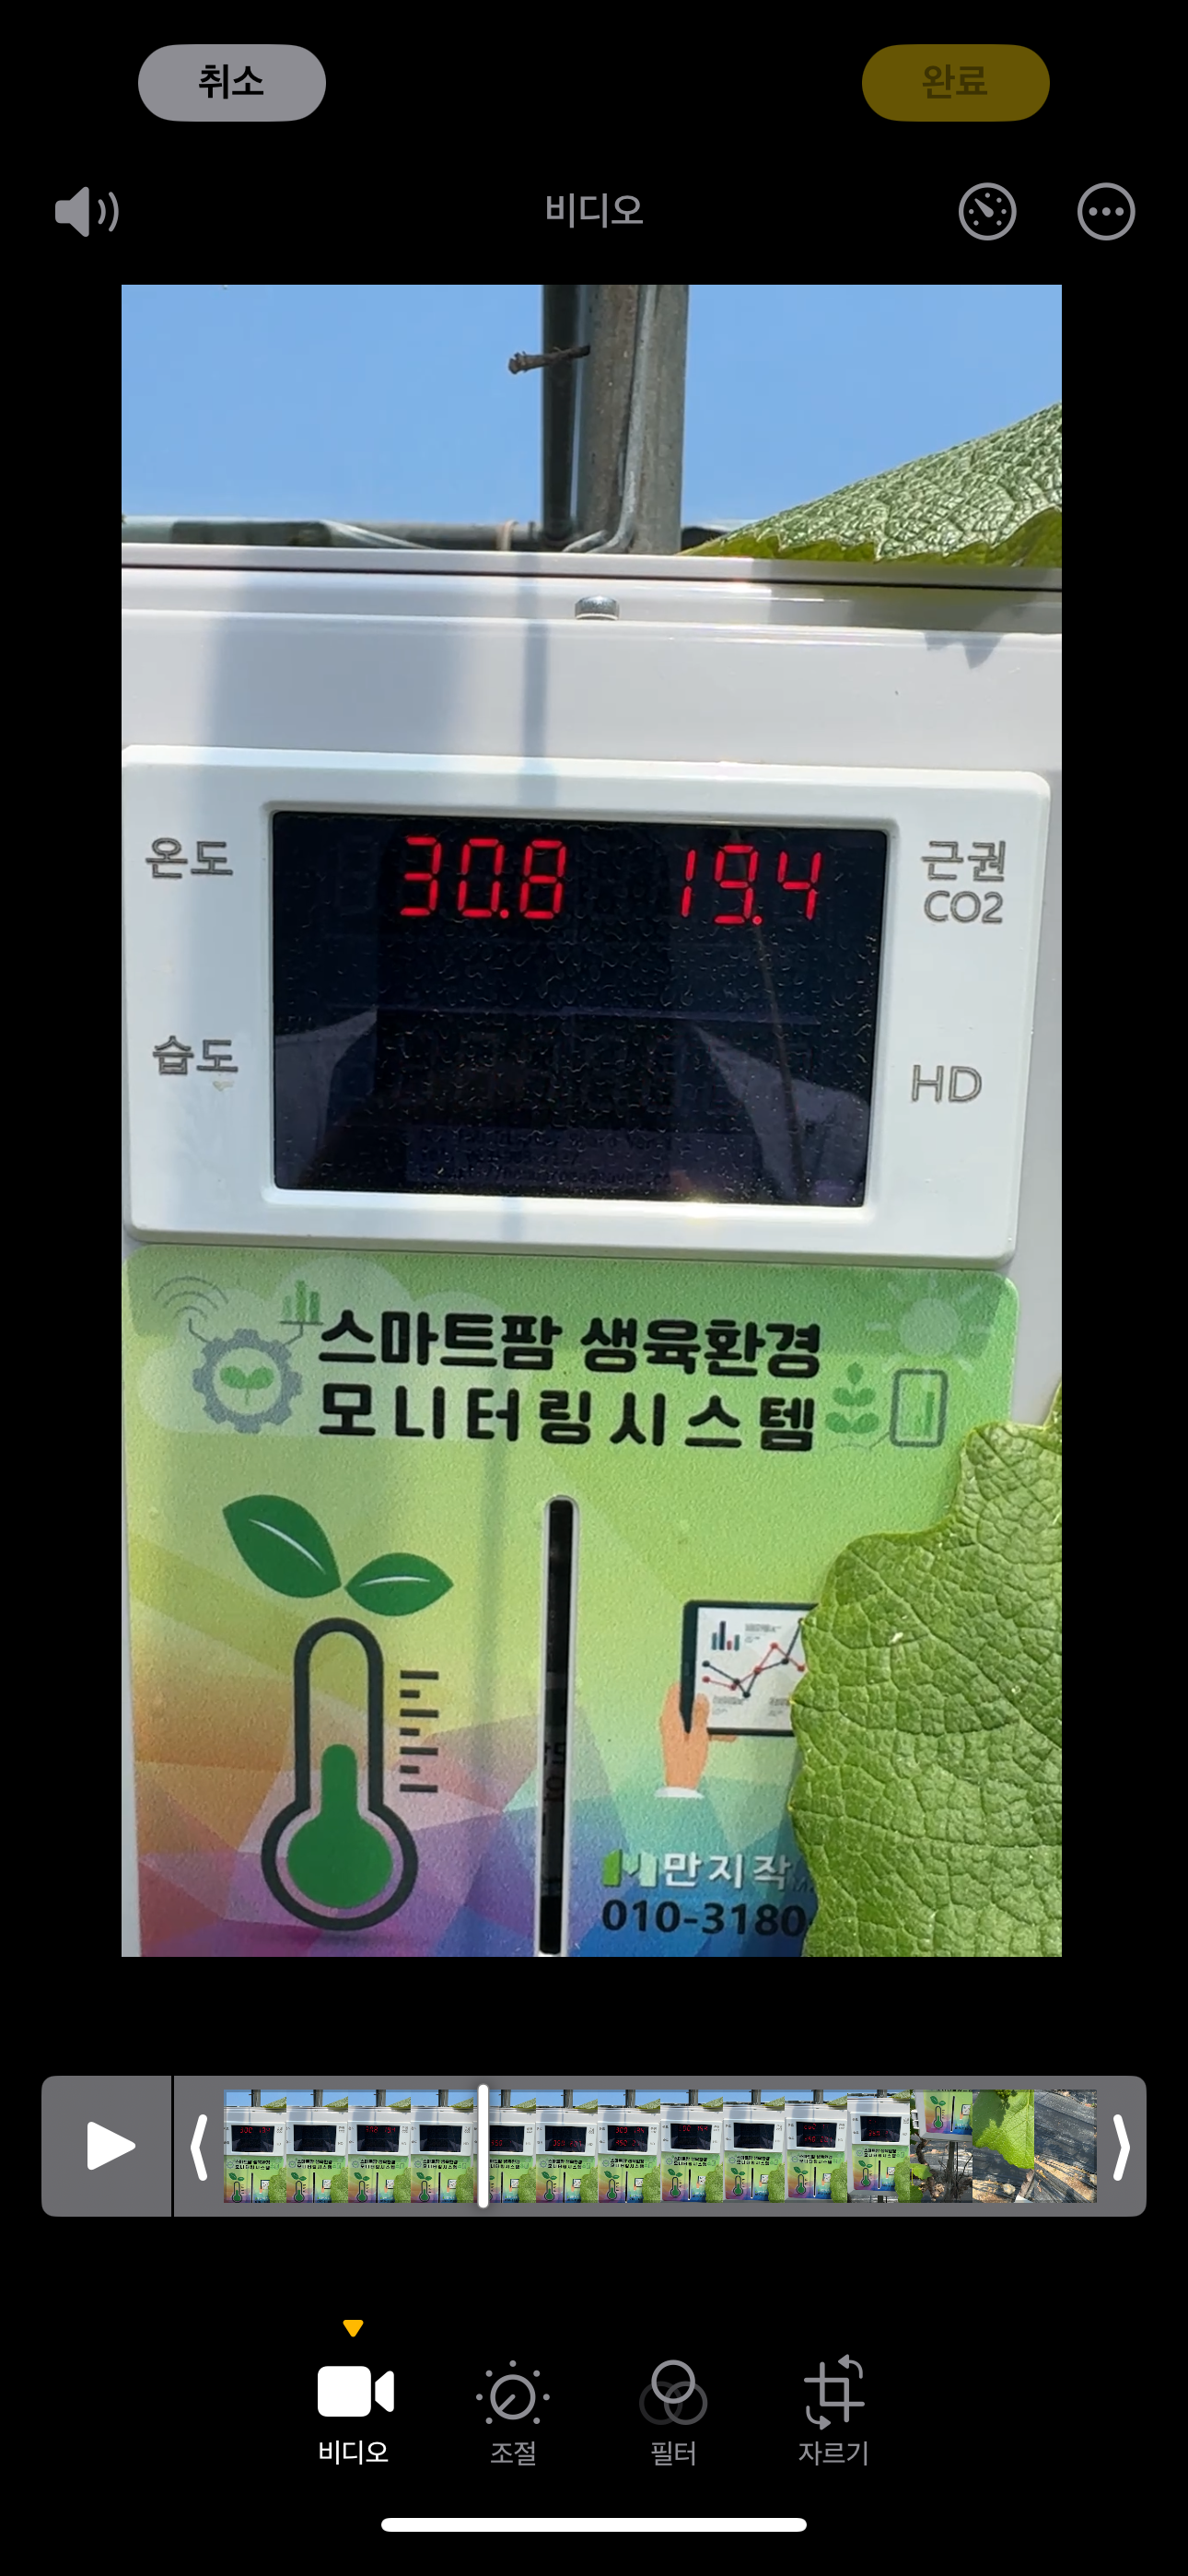 취소
완료
비디오
온도
30.8
19.4
근권
CO2
습도
HD
스마트팜 생육환경
모니터링시스템
만지작
010-3180
비디오
조절
필터
자르기